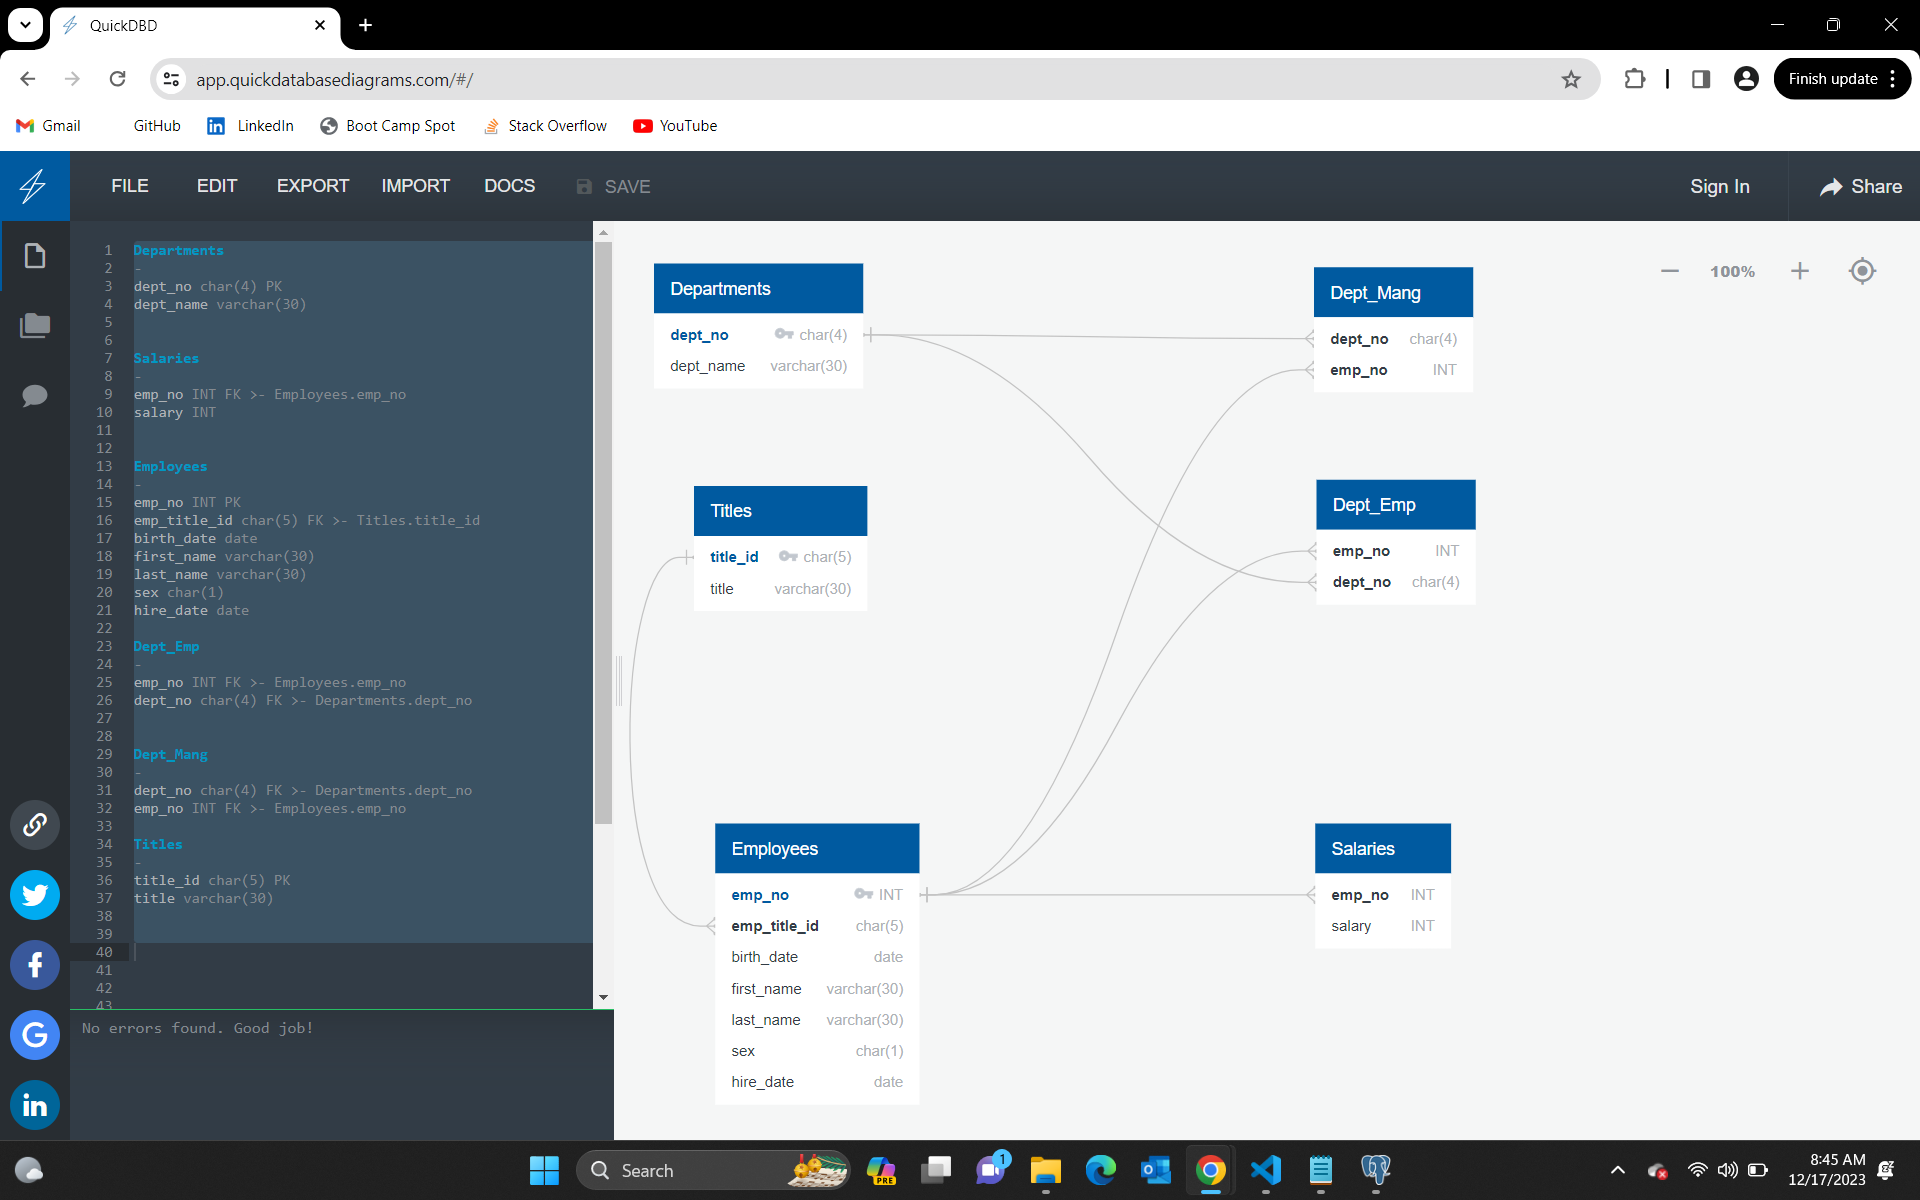 QuickDBD
app.quickdatabasediagrams.com/#/
Finish update
Gmail GitHub LinkedIn Boot Camp Spot Stack Overflow YouTube
FILE EDIT EXPORT IMPORT DOCS SAVE Sign In Share
1 Departments
2 -
3 dept_no char(4) PK
4 dept_name varchar(30)
5
6
7 Salaries
8 -
9 emp_no INT FK >- Employees.emp_no
10 salary INT
11
12
13 Employees
14 -
15 emp_no INT PK
16 emp_title_id char(5) FK >- Titles.title_id
17 birth_date date
18 first_name varchar(30)
19 last_name varchar(30)
20 sex char(1)
21 hire_date date
22
23 Dept_Emp
24 -
25 emp_no INT FK >- Employees.emp_no
26 dept_no char(4) FK >- Departments.dept_no
27
28
29 Dept_Mang
30 -
31 dept_no char(4) FK >- Departments.dept_no
32 emp_no INT FK >- Employees.emp_no
33
34 Titles
35 -
36 title_id char(5) PK
37 title varchar(30)
38
39
40
41
42
43
No errors found. Good job!
100%
Departments
dept_no char(4)
dept_name varchar(30)
Dept_Mang
dept_no char(4)
emp_no INT
Titles
title_id char(5)
title varchar(30)
Dept_Emp
emp_no INT
dept_no char(4)
Employees
emp_no INT
emp_title_id char(5)
birth_date date
first_name varchar(30)
last_name varchar(30)
sex char(1)
hire_date date
Salaries
emp_no INT
salary INT
Search
PRE
1
8:45 AM
12/17/2023